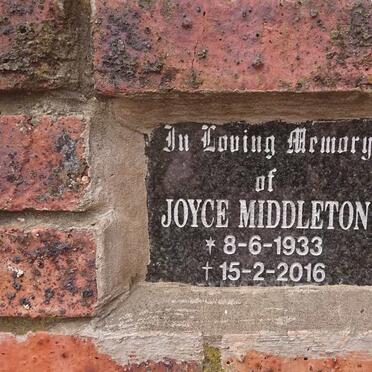 In Loving Memory
of
JOYCE MIDDLETON
* 8-6-1933
† 15-2-2016